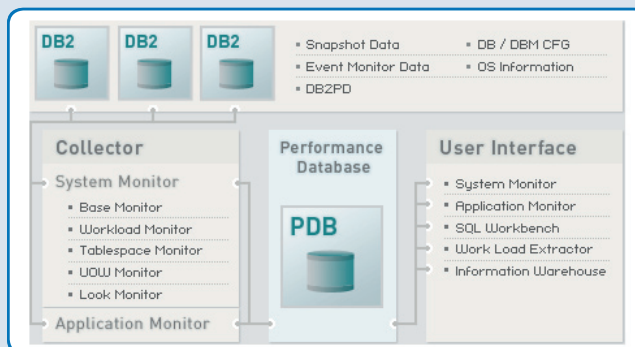 DB2 DB2 DB2
▪ Snapshot Data
▪ DB / DBM CFG
▪ Event Monitor Data
▪ OS Information
▪ DB2PD
Collector
System Monitor
▪ Base Monitor
▪ Workload Monitor
▪ Tablespace Monitor
▪ UOW Monitor
▪ Look Monitor
Application Monitor
Performance
Database
PDB
User Interface
▪ System Monitor
▪ Application Monitor
▪ SQL Workbench
▪ Work Load Extractor
▪ Information Warehouse